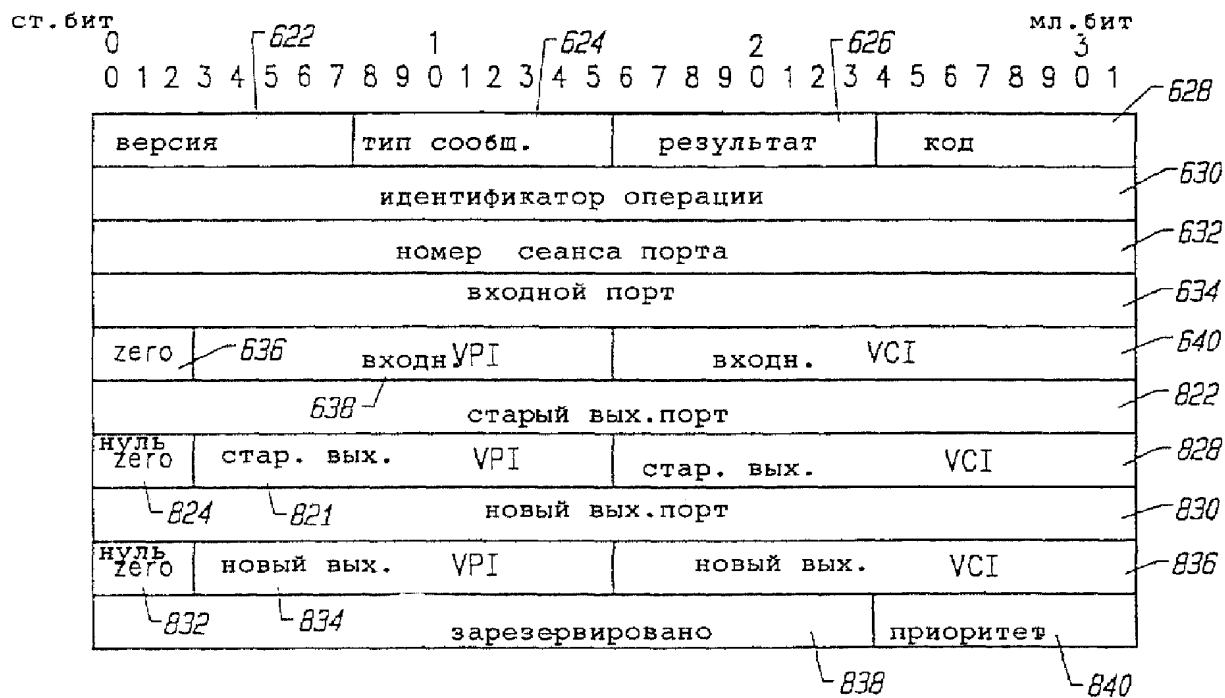 ст.бит мл.бит
0 622 1 624 2 626 3
0 1 2 3 4 5 6 7 8 9 0 1 2 3 4 5 6 7 8 9 0 1 2 3 4 5 6 7 8 9 0 1
628
версия тип сообщ. результат код
630
идентификатор операции
632
номер сеанса порта
входной порт
634
zero 636 входн. VPI входн. VCI 640
638
старый вых.порт 822
нуль
zero стар. вых. VPI стар. вых. VCI 828
824 821 новый вых.порт 830
нуль
zero новый вых. VPI новый вых. VCI 836
832 834 зарезервировано приоритет
838 840